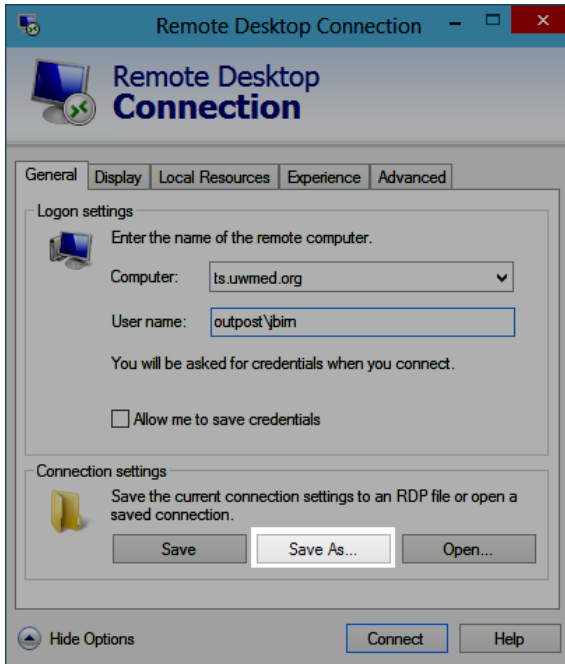 Remote Desktop Connection
Remote Desktop
Connection
General Display Local Resources Experience Advanced
Logon settings
Enter the name of the remote computer.
Computer: ts.uwmed.org
User name: outpost\jbirn
You will be asked for credentials when you connect.
Allow me to save credentials
Connection settings
Save the current connection settings to an RDP file or open a
saved connection.
Save Save As... Open...
Hide Options Connect Help